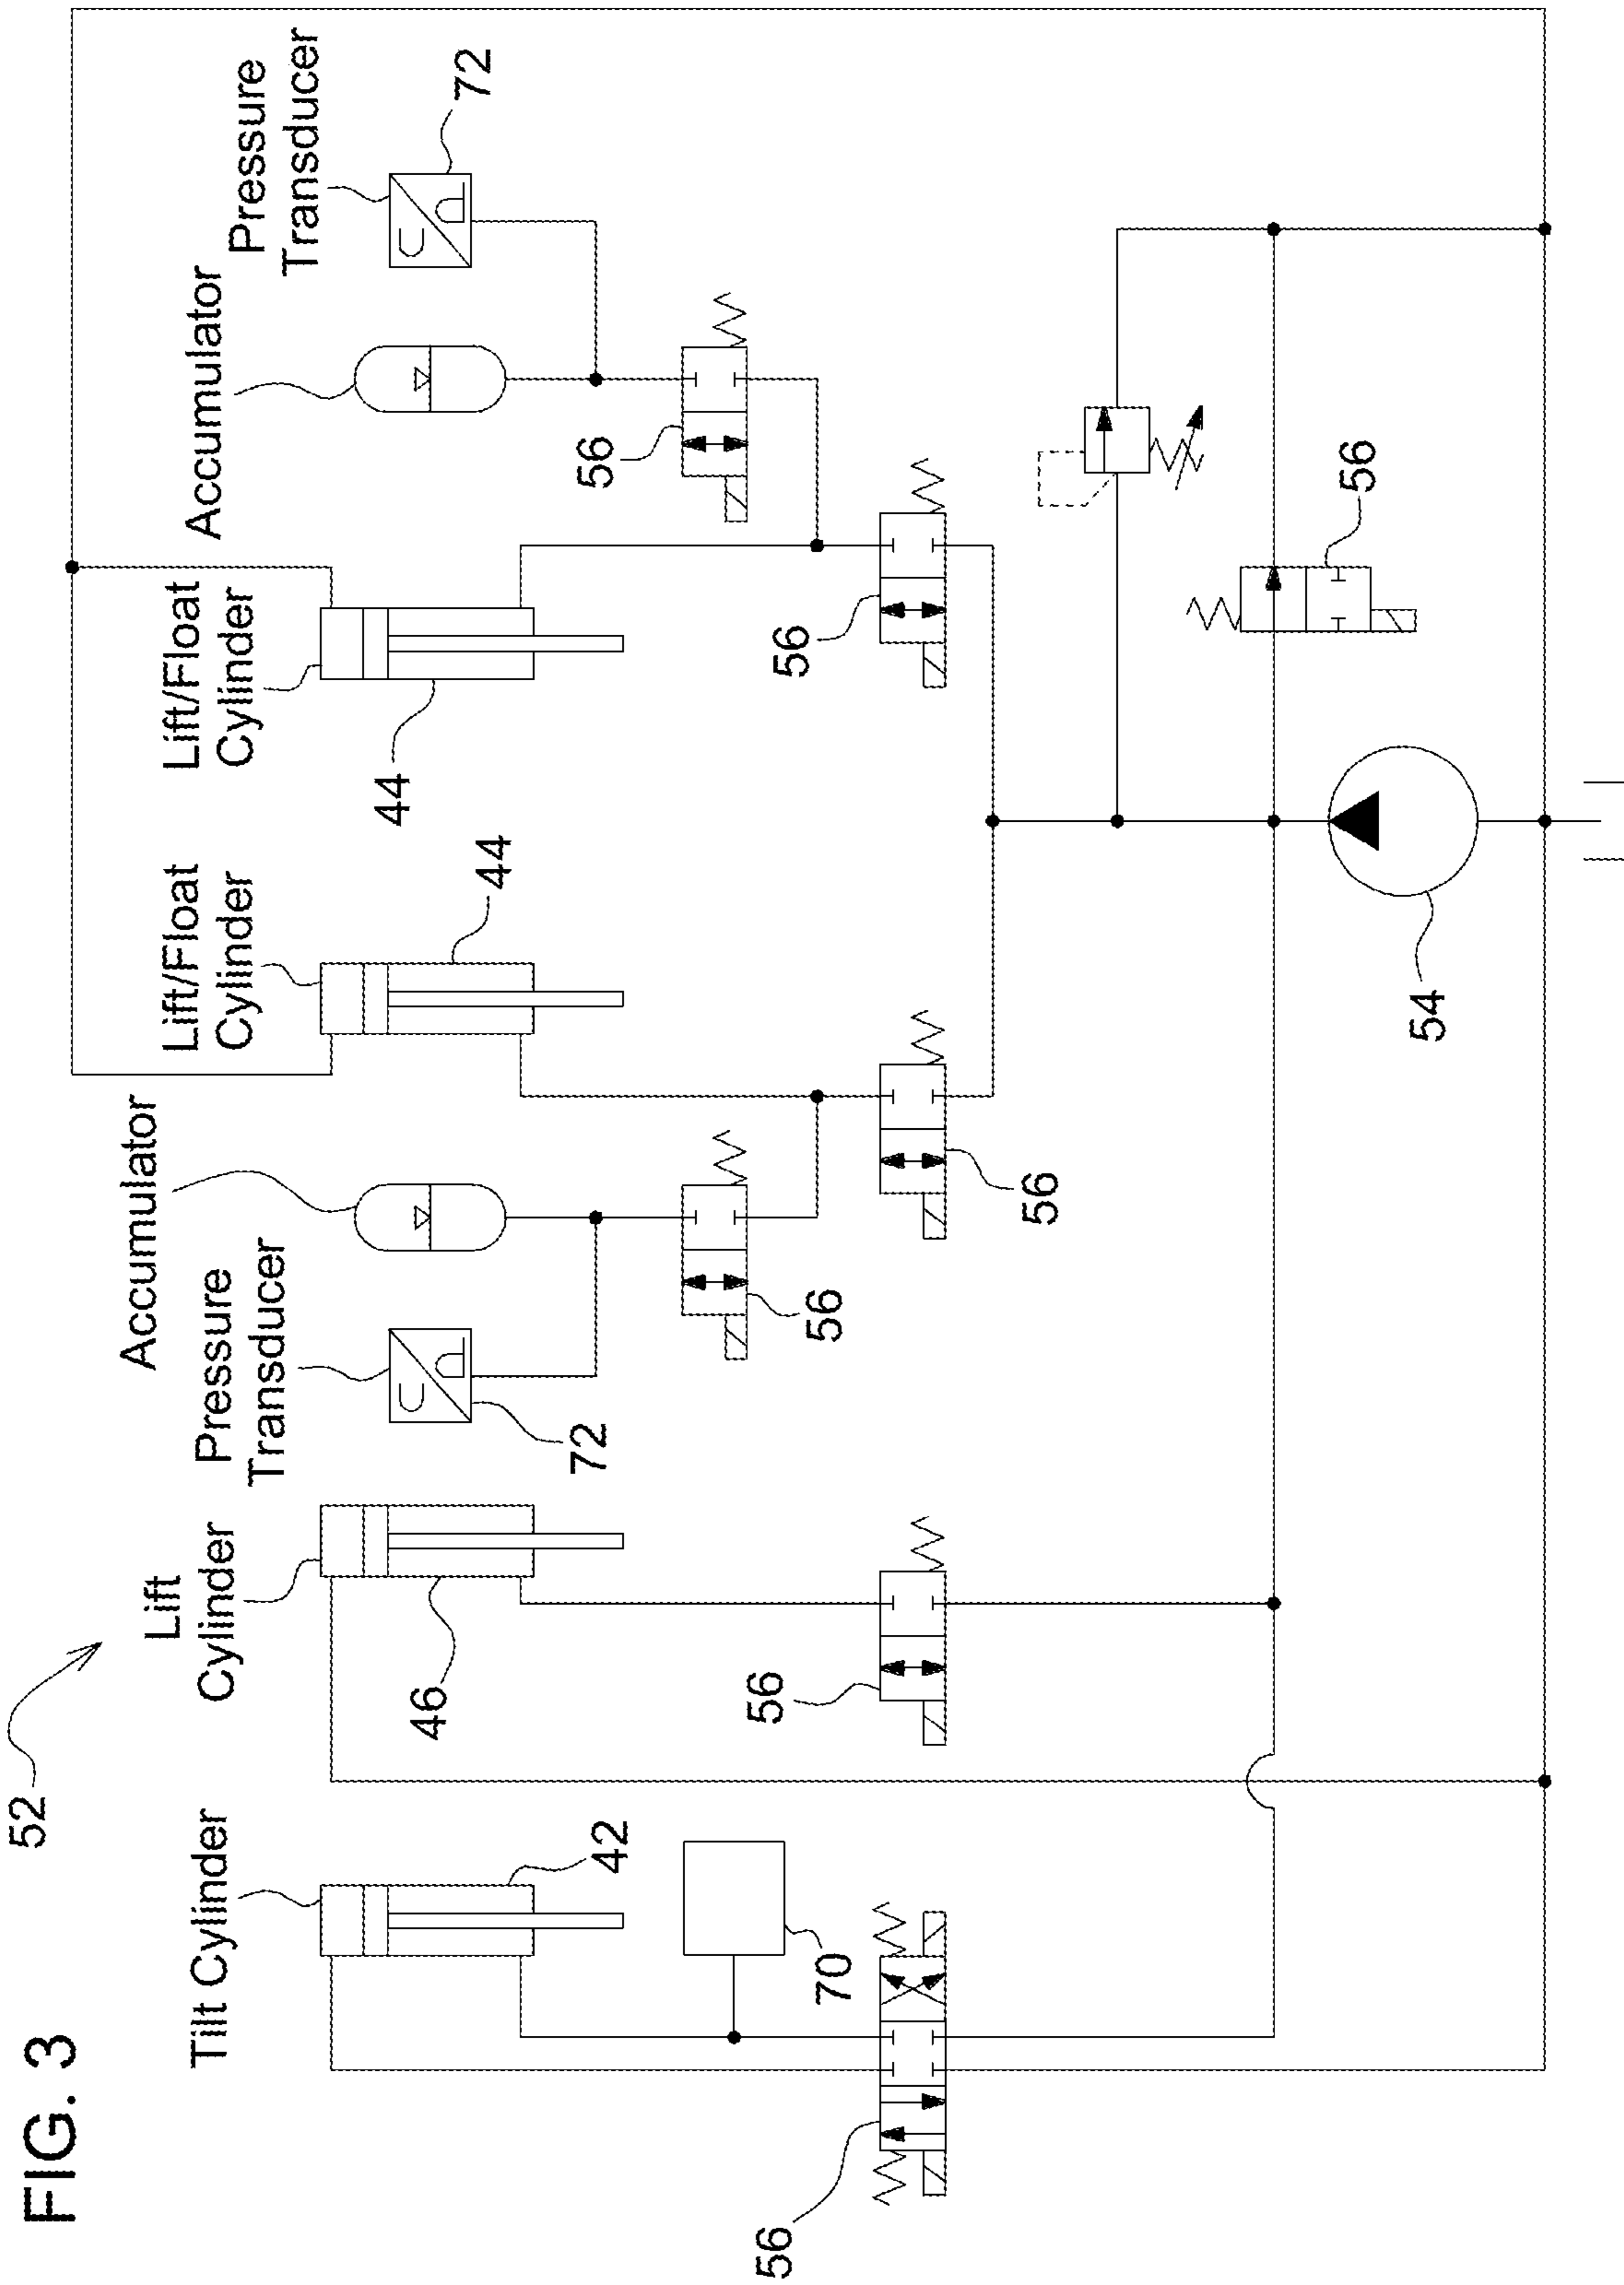 FIG. 3
52
Tilt Cylinder
42
70
56
Lift
Cylinder
46
56
Pressure
Transducer
72
Accumulator
56
56
Lift/Float
Cylinder
44
Lift/Float
Cylinder
44
56
Accumulator
56
Pressure
Transducer
72
U
p
U
p
54
56